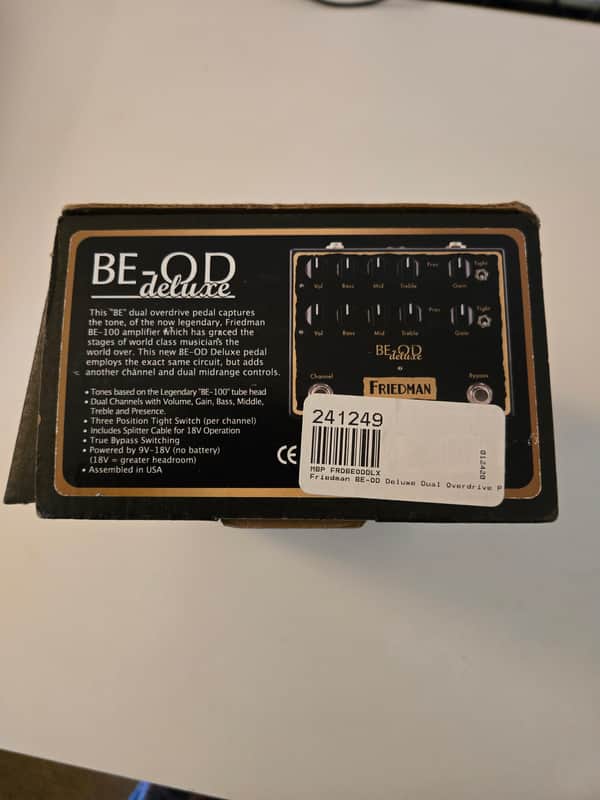 BE-OD
deluxe
This "BE" dual overdrive pedal captures
the tone, of the now legendary, Friedman
BE-100 amplifier which has graced the
stages of world class musician's the
world over. This new BE-OD Deluxe pedal
employs the exact same circuit, but adds
another channel and dual midrange controls.
• Tones based on the Legendary "BE-100" tube head
• Dual Channels with Volume, Gain, Bass, Middle,
Treble and Presence.
• Three Position Tight Switch (per channel)
• Includes Splitter Cable for 18V Operation
• True Bypass Switching
• Powered by 9V-18V (no battery)
(18V = greater headroom)
• Assembled in USA
CE
Vol Bass Mid Treble Pres Gain Tight
Vol Bass Mid Treble Pres Gain Tight
BE-OD
deluxe
Channel Bypass
FRIEDMAN
241249
MBP FRDBEODDLX
Friedman BE-OD Deluxe Dual Overdrive P
012420